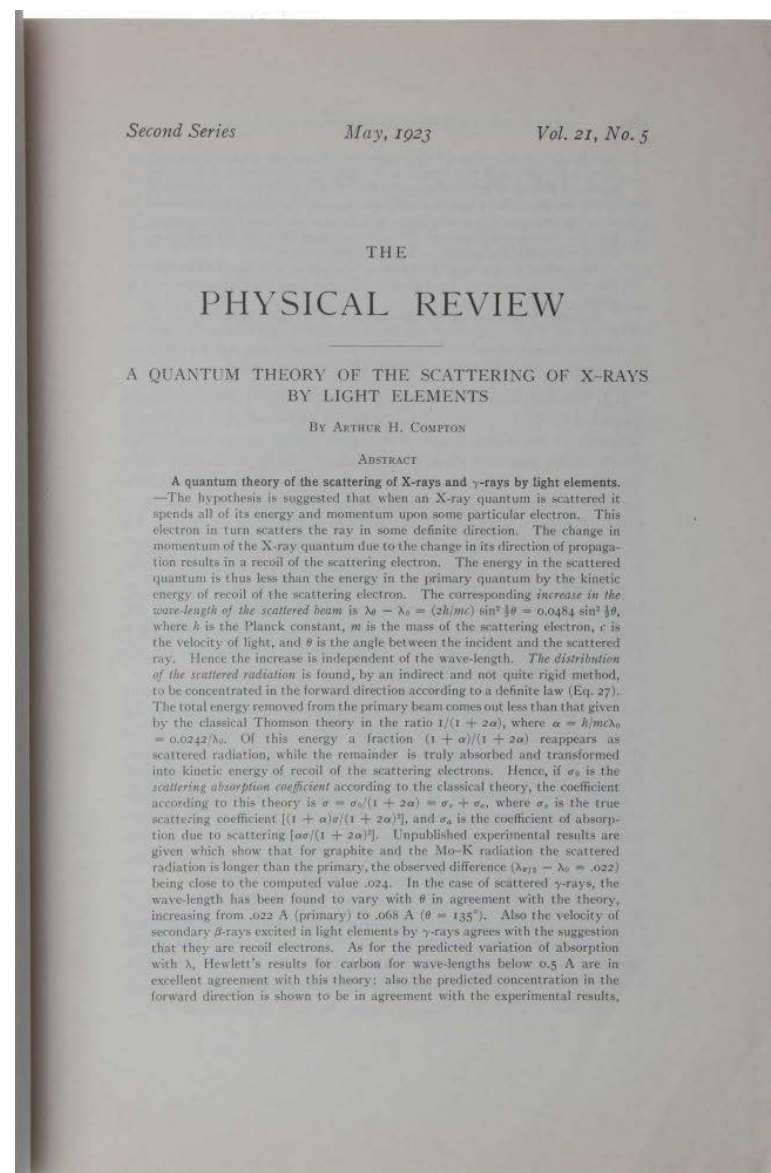 Second Series May, 1923 Vol. 21, No. 5
THE
PHYSICAL REVIEW
A QUANTUM THEORY OF THE SCATTERING OF X-RAYS
BY LIGHT ELEMENTS
By Arthur H. Compton
Abstract
A quantum theory of the scattering of X-rays and γ-rays by light elements.
—The hypothesis is suggested that when an X-ray quantum is scattered it
spends all of its energy and momentum upon some particular electron. This
electron in turn scatters the ray in some definite direction. The change in
momentum of the X-ray quantum due to the change in its direction of propaga-
tion results in a recoil of the scattering electron. The energy in the scattered
quantum is thus less than the energy in the primary quantum by the kinetic
energy of recoil of the scattering electron. The corresponding increase in the
wave-length of the scattered beam is λθ − λ₀ = (2h/mc) sin² ½θ = 0.0484 sin² ½θ,
where h is the Planck constant, m is the mass of the scattering electron, c is
the velocity of light, and θ is the angle between the incident and the scattered
ray. Hence the increase is independent of the wave-length. The distribution
of the scattered radiation is found, by an indirect and not quite rigid method,
to be concentrated in the forward direction according to a definite law (Eq. 27).
The total energy removed from the primary beam comes out less than that given
by the classical Thomson theory in the ratio 1/(1 + 2α), where α = h/mcλ₀
= 0.0242/λ₀. Of this energy a fraction (1 + α)/(1 + 2α) reappears as
scattered radiation, while the remainder is truly absorbed and transformed
into kinetic energy of recoil of the scattering electrons. Hence, if σ₀ is the
scattering absorption coefficient according to the classical theory, the coefficient
according to this theory is σ = σ₀/(1 + 2α) = σₛ + σₐ, where σₛ is the true
scattering coefficient [(1 + α)σ/(1 + 2α)²], and σₐ is the coefficient of absorp-
tion due to scattering [ασ/(1 + 2α)²]. Unpublished experimental results are
given which show that for graphite and the Mo-K radiation the scattered
radiation is longer than the primary, the observed difference (λπ/2 − λ₀ = .022)
being close to the computed value .024. In the case of scattered γ-rays, the
wave-length has been found to vary with θ in agreement with the theory,
increasing from .022 A (primary) to .068 A (θ = 135°). Also the velocity of
secondary β-rays excited in light elements by γ-rays agrees with the suggestion
that they are recoil electrons. As for the predicted variation of absorption
with λ, Hewlett's results for carbon for wave-lengths below 0.5 A are in
excellent agreement with this theory; also the predicted concentration in the
forward direction is shown to be in agreement with the experimental results,